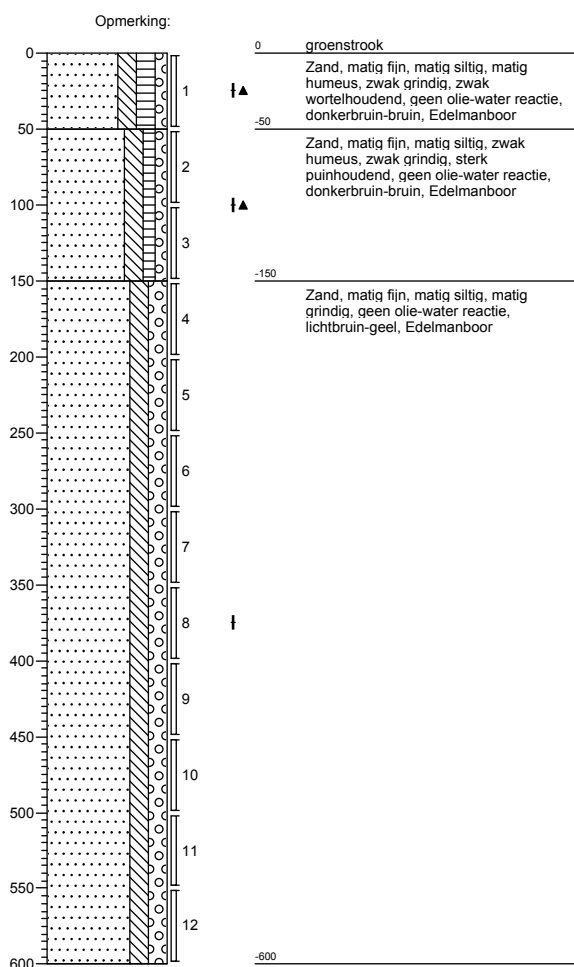 Opmerking:
0
0
groenstrook
Zand, matig fijn, matig siltig, matig
humeus, zwak grindig, zwak
wortelhoudend, geen olie-water reactie,
donkerbruin-bruin, Edelmanboor
1
50
-50
Zand, matig fijn, matig siltig, zwak
humeus, zwak grindig, sterk
puinhoudend, geen olie-water reactie,
donkerbruin-bruin, Edelmanboor
2
100
3
150
-150
Zand, matig fijn, matig siltig, matig
grindig, geen olie-water reactie,
lichtbruin-geel, Edelmanboor
4
200
5
250
6
300
7
350
8
400
9
450
10
500
11
550
12
600
-600